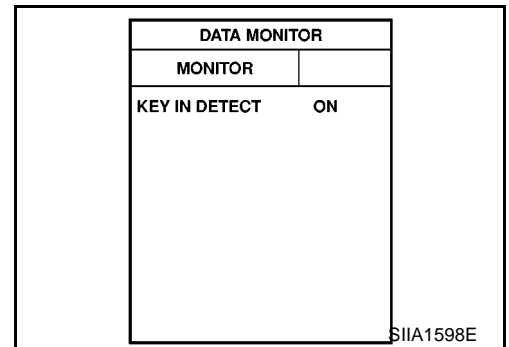 DATA MONITOR
MONITOR
KEY IN DETECT ON
SIIA1598E